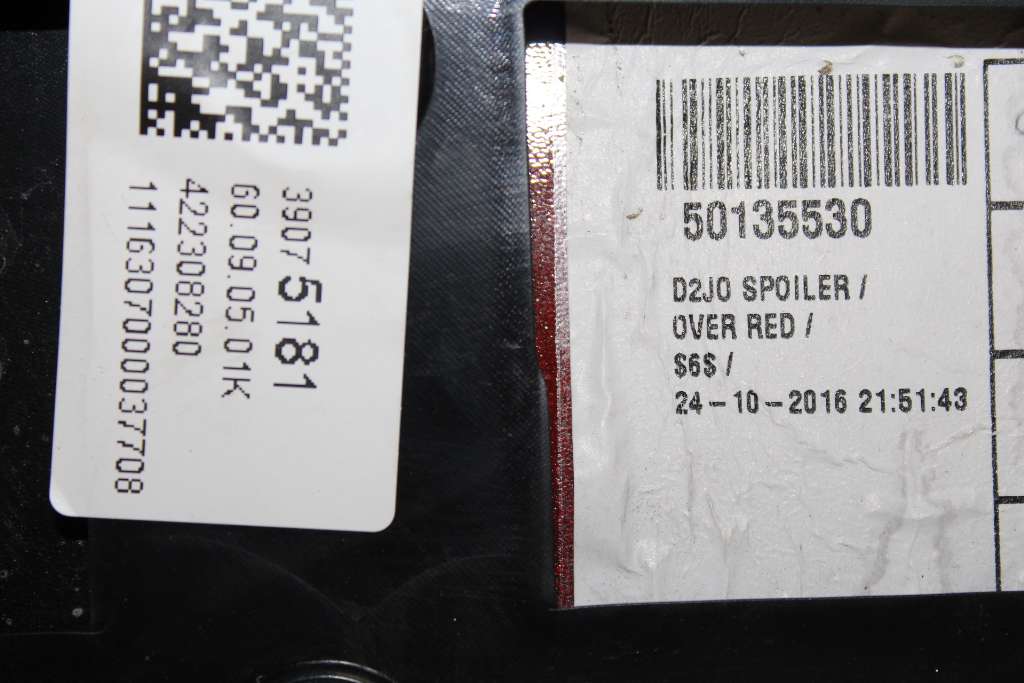 3907 5181
60.09.05.01K
422308280
1116307000037708
50135530
D2JO SPOILER /
OVER RED /
$6$ /
24-10-2016 21:51:43